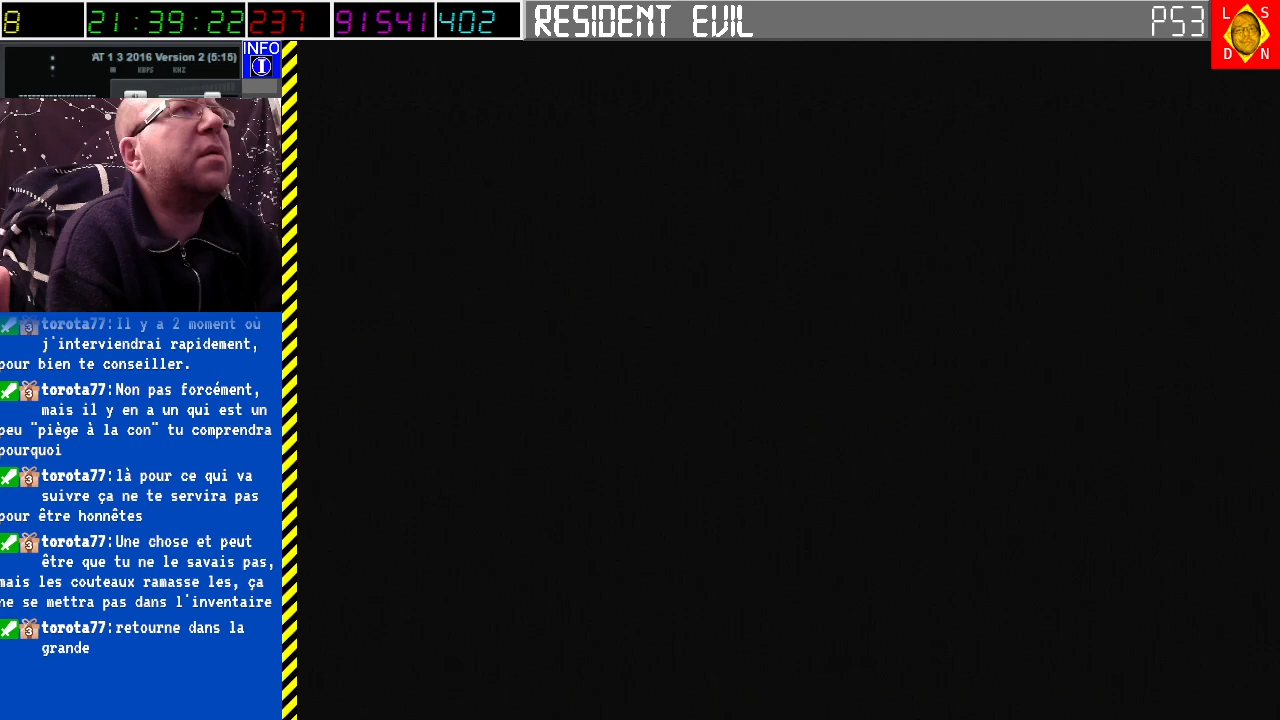 8 21:39:22 237 91541 402 RESIDENT EVIL PS3 L S
D N
AT 1 3 2016 Version 2 (5:15) INFO
KBPS KHZ
torota77:Il y a 2 moment où
j'interviendrai rapidement,
pour bien te conseiller.
torota77:Non pas forcément,
mais il y en a un qui est un
peu "piège à la con" tu comprendra
pourquoi
torota77:là pour ce qui va
suivre ça ne te servira pas
pour être honnêtes
torota77:Une chose et peut
être que tu ne le savais pas,
mais les couteaux ramasse les, ça
ne se mettra pas dans l'inventaire
torota77:retourne dans la
grande